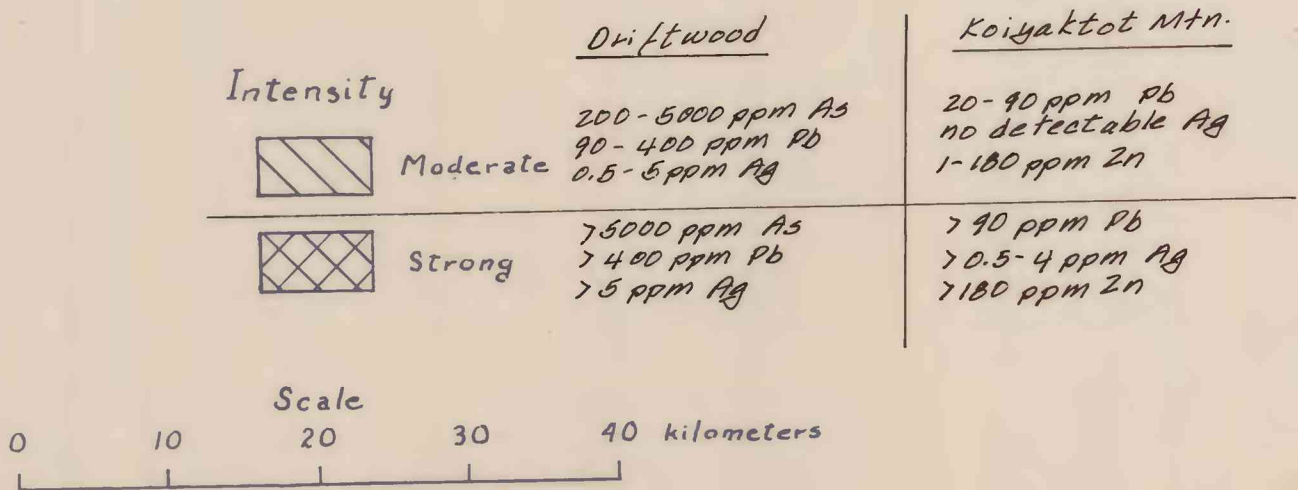 Driftwood Koiyaktot Mtn.
Intensity
200-5000 ppm As 20-90 ppm Pb
90-400 ppm Pb no detectable Ag
Moderate 0.5-5 ppm Ag 1-180 ppm Zn
>5000 ppm As >90 ppm Pb
Strong >400 ppm Pb >0.5-4 ppm Ag
>5 ppm Ag >180 ppm Zn
Scale
0 10 20 30 40 kilometers